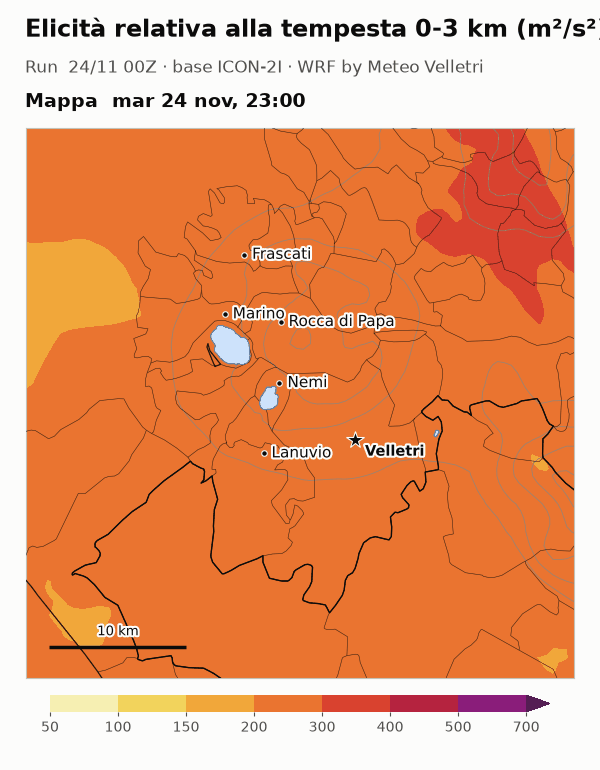 Elicità relativa alla tempesta 0-3 km (m²/s²)
Run 24/11 00Z · base ICON-2I · WRF by Meteo Velletri
Mappa mar 24 nov, 23:00
Frascati
Marino
Rocca di Papa
Nemi
Lanuvio
Velletri
10 km
50 100 150 200 300 400 500 700